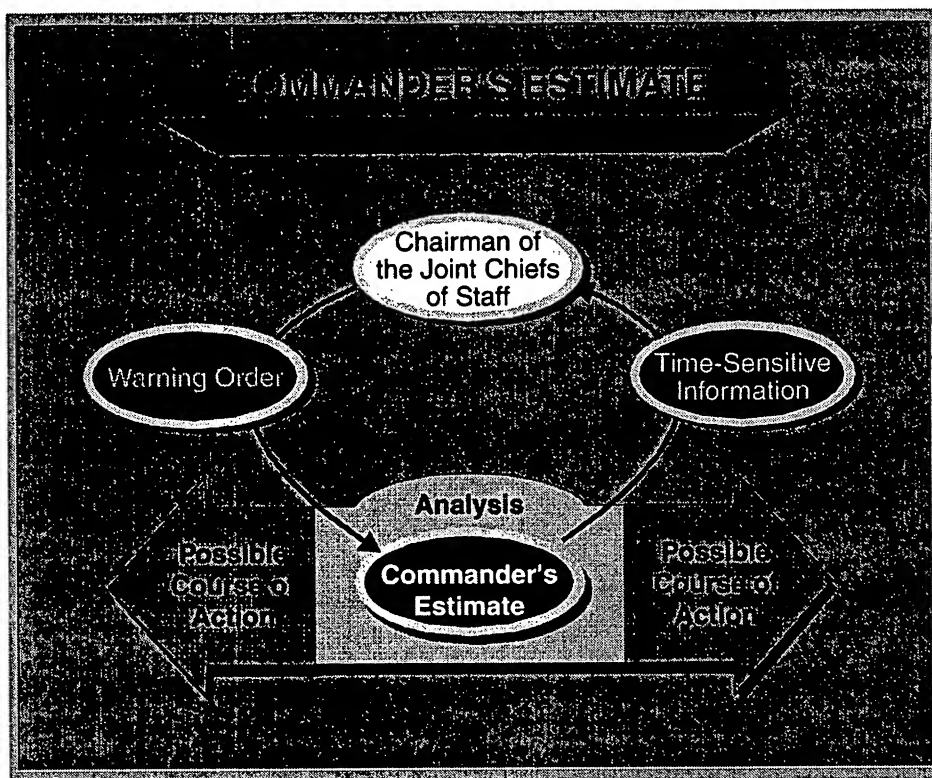 COMMANDER'S ESTIMATE
Chairman of
the Joint Chiefs
of Staff
Warning Order
Time-Sensitive
Information
Analysis
Possible
Course of
Action
Commander's
Estimate
Possible
Course of
Action